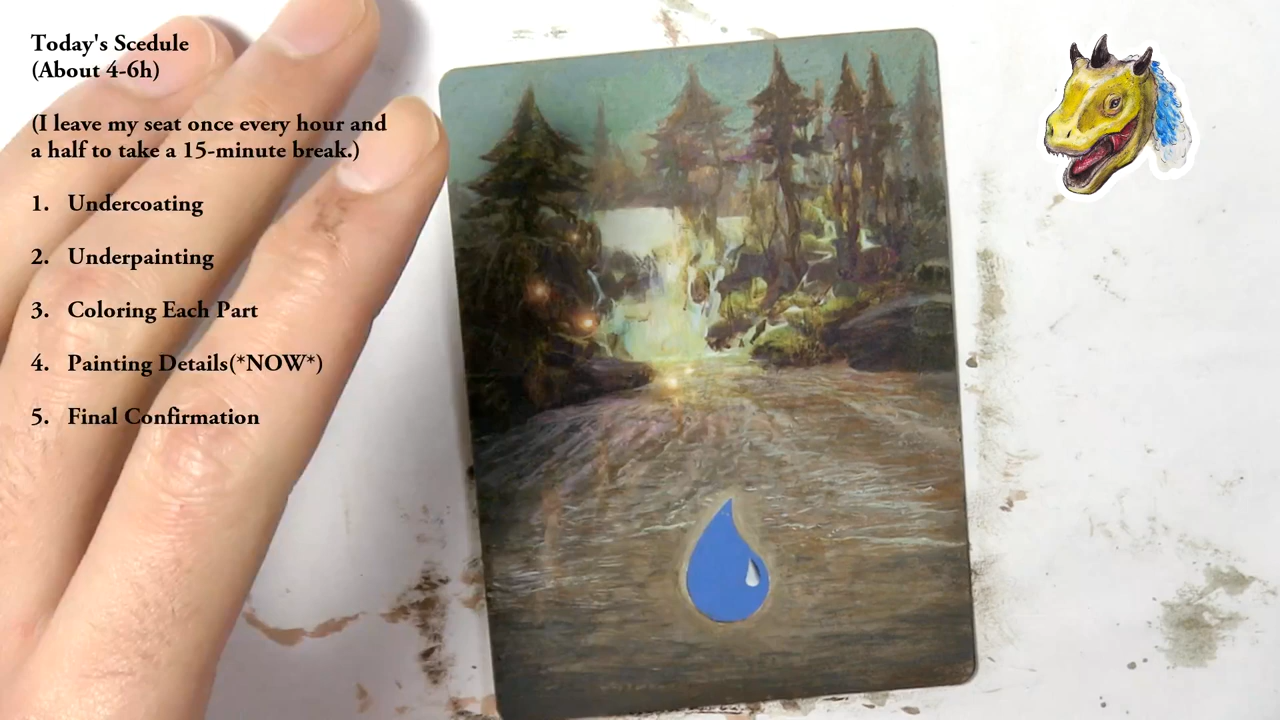 Today's Scedule
(About 4-6h)
(I leave my seat once every hour and
a half to take a 15-minute break.)
1. Undercoating
2. Underpainting
3. Coloring Each Part
4. Painting Details(*NOW*)
5. Final Confirmation